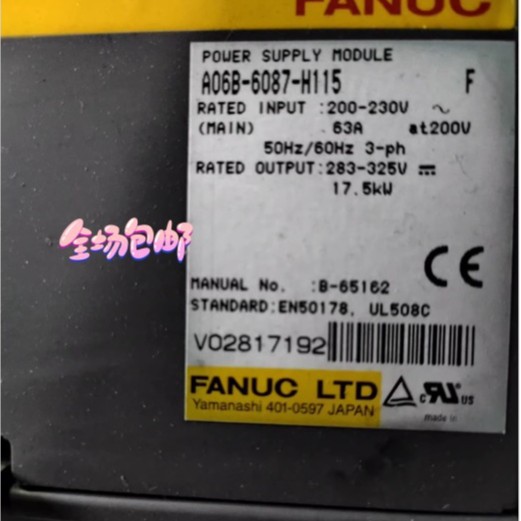 FANUC
POWER SUPPLY MODULE
A06B-6087-H115 F
RATED INPUT :200-230V ~
(MAIN) 63A at200V
50Hz/60Hz 3-ph
RATED OUTPUT:283-325V ⎓
17.5kW
全场包邮
CE
MANUAL No. :B-65162
STANDARD:EN50178, UL508C
V02817192
FANUC LTD
c US
Yamanashi 401-0597 JAPAN
made in